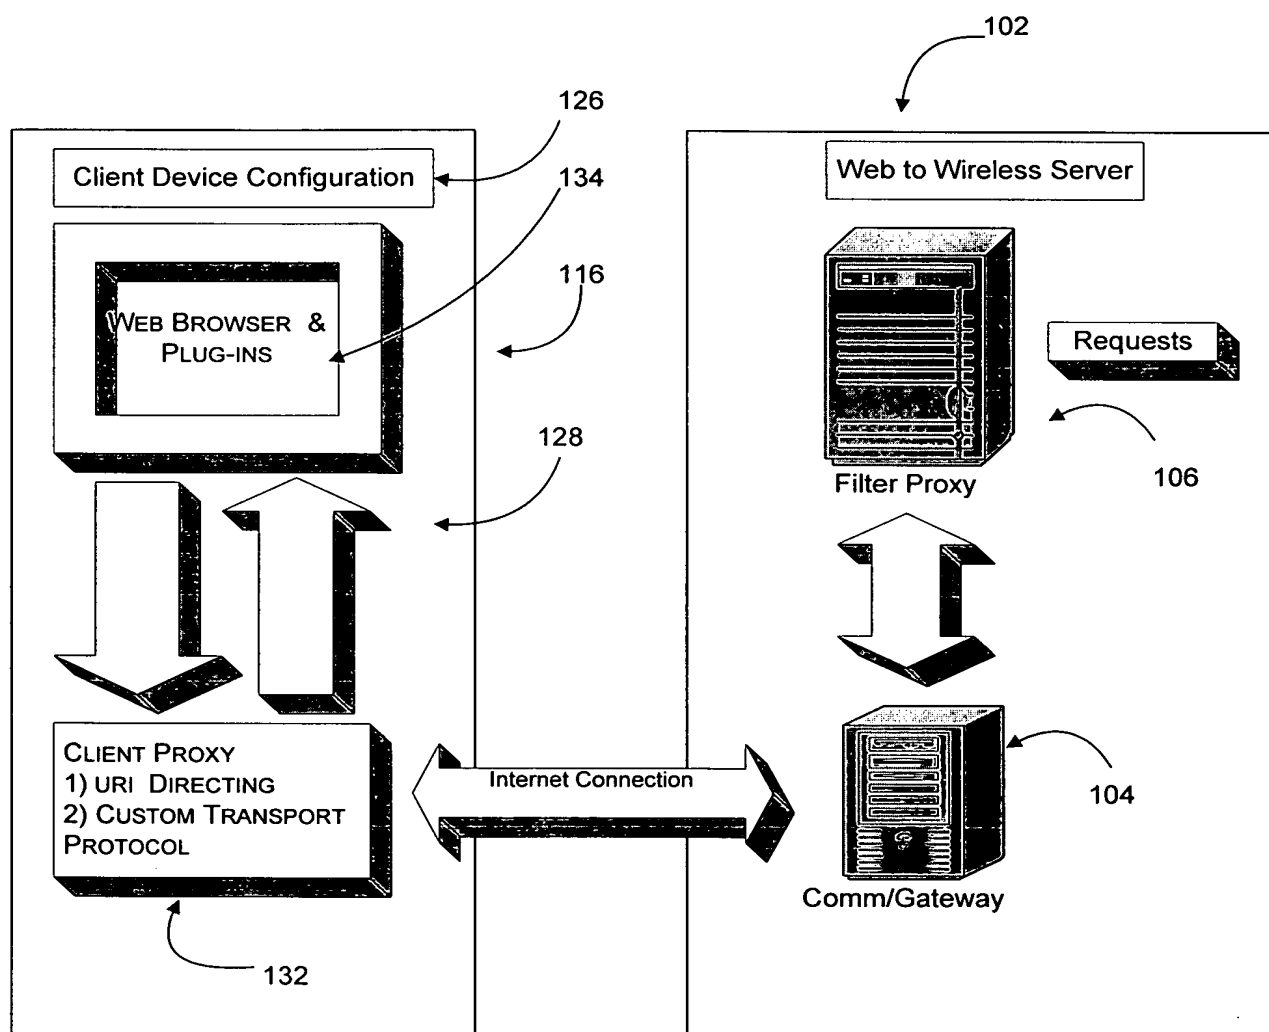 102
126
Client Device Configuration
134
Web to Wireless Server
116
WEB BROWSER &
PLUG-INS
Requests
128
106
Filter Proxy
CLIENT PROXY
1) URI DIRECTING
2) CUSTOM TRANSPORT
PROTOCOL
Internet Connection
104
Comm/Gateway
132